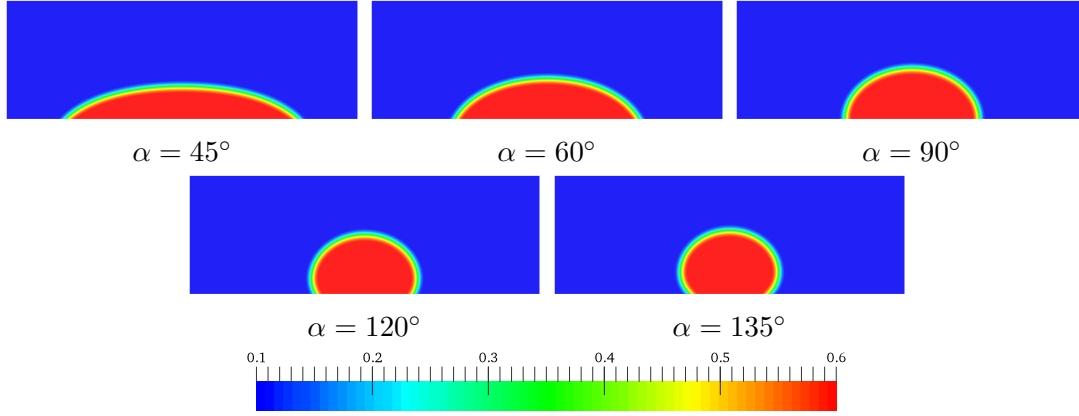 α = 45°
α = 60°
α = 90°
α = 120°
α = 135°
0.1 0.2 0.3 0.4 0.5 0.6